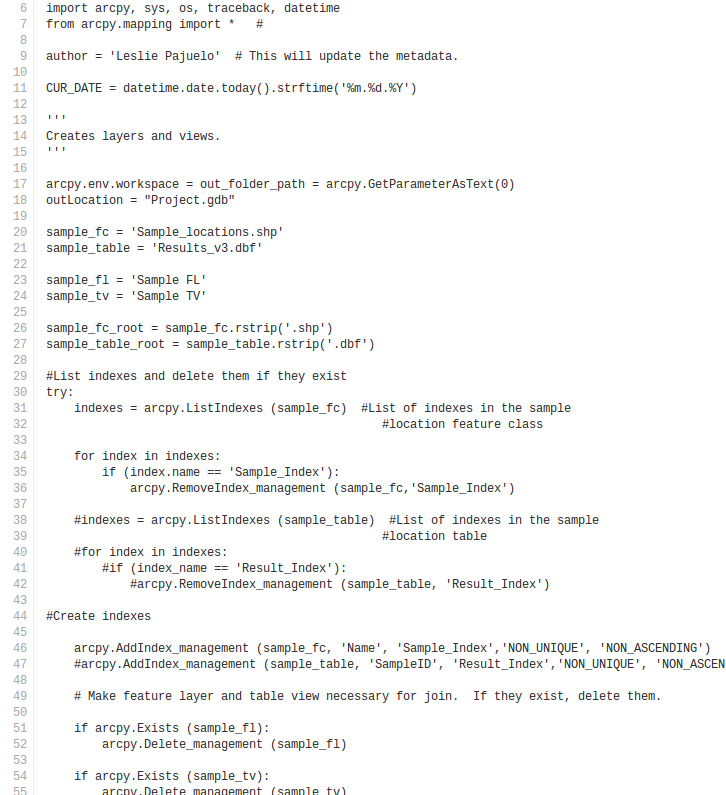 6 import arcpy, sys, os, traceback, datetime
7 from arcpy.mapping import *   #
8
9 author = 'Leslie Pajuelo'  # This will update the metadata.
10
11 CUR_DATE = datetime.date.today().strftime('%m.%d.%Y')
12
13 '''
14 Creates layers and views.
15 '''
16
17 arcpy.env.workspace = out_folder_path = arcpy.GetParameterAsText(0)
18 outLocation = "Project.gdb"
19
20 sample_fc = 'Sample_locations.shp'
21 sample_table = 'Results_v3.dbf'
22
23 sample_fl = 'Sample FL'
24 sample_tv = 'Sample TV'
25
26 sample_fc_root = sample_fc.rstrip('.shp')
27 sample_table_root = sample_table.rstrip('.dbf')
28
29 #List indexes and delete them if they exist
30 try:
31     indexes = arcpy.ListIndexes (sample_fc)  #List of indexes in the sample
32                                                 #location feature class
33
34     for index in indexes:
35         if (index.name == 'Sample_Index'):
36             arcpy.RemoveIndex_management (sample_fc,'Sample_Index')
37
38     #indexes = arcpy.ListIndexes (sample_table)  #List of indexes in the sample
39                                                 #location table
40     #for index in indexes:
41         #if (index_name == 'Result_Index'):
42             #arcpy.RemoveIndex_management (sample_table, 'Result_Index')
43
44 #Create indexes
45
46     arcpy.AddIndex_management (sample_fc, 'Name', 'Sample_Index','NON_UNIQUE', 'NON_ASCENDING')
47     #arcpy.AddIndex_management (sample_table, 'SampleID', 'Result_Index','NON_UNIQUE', 'NON_ASCEN
48
49     # Make feature layer and table view necessary for join.  If they exist, delete them.
50
51     if arcpy.Exists (sample_fl):
52         arcpy.Delete_management (sample_fl)
53
54     if arcpy.Exists (sample_tv):
55         arcpy.Delete_management (sample_tv)